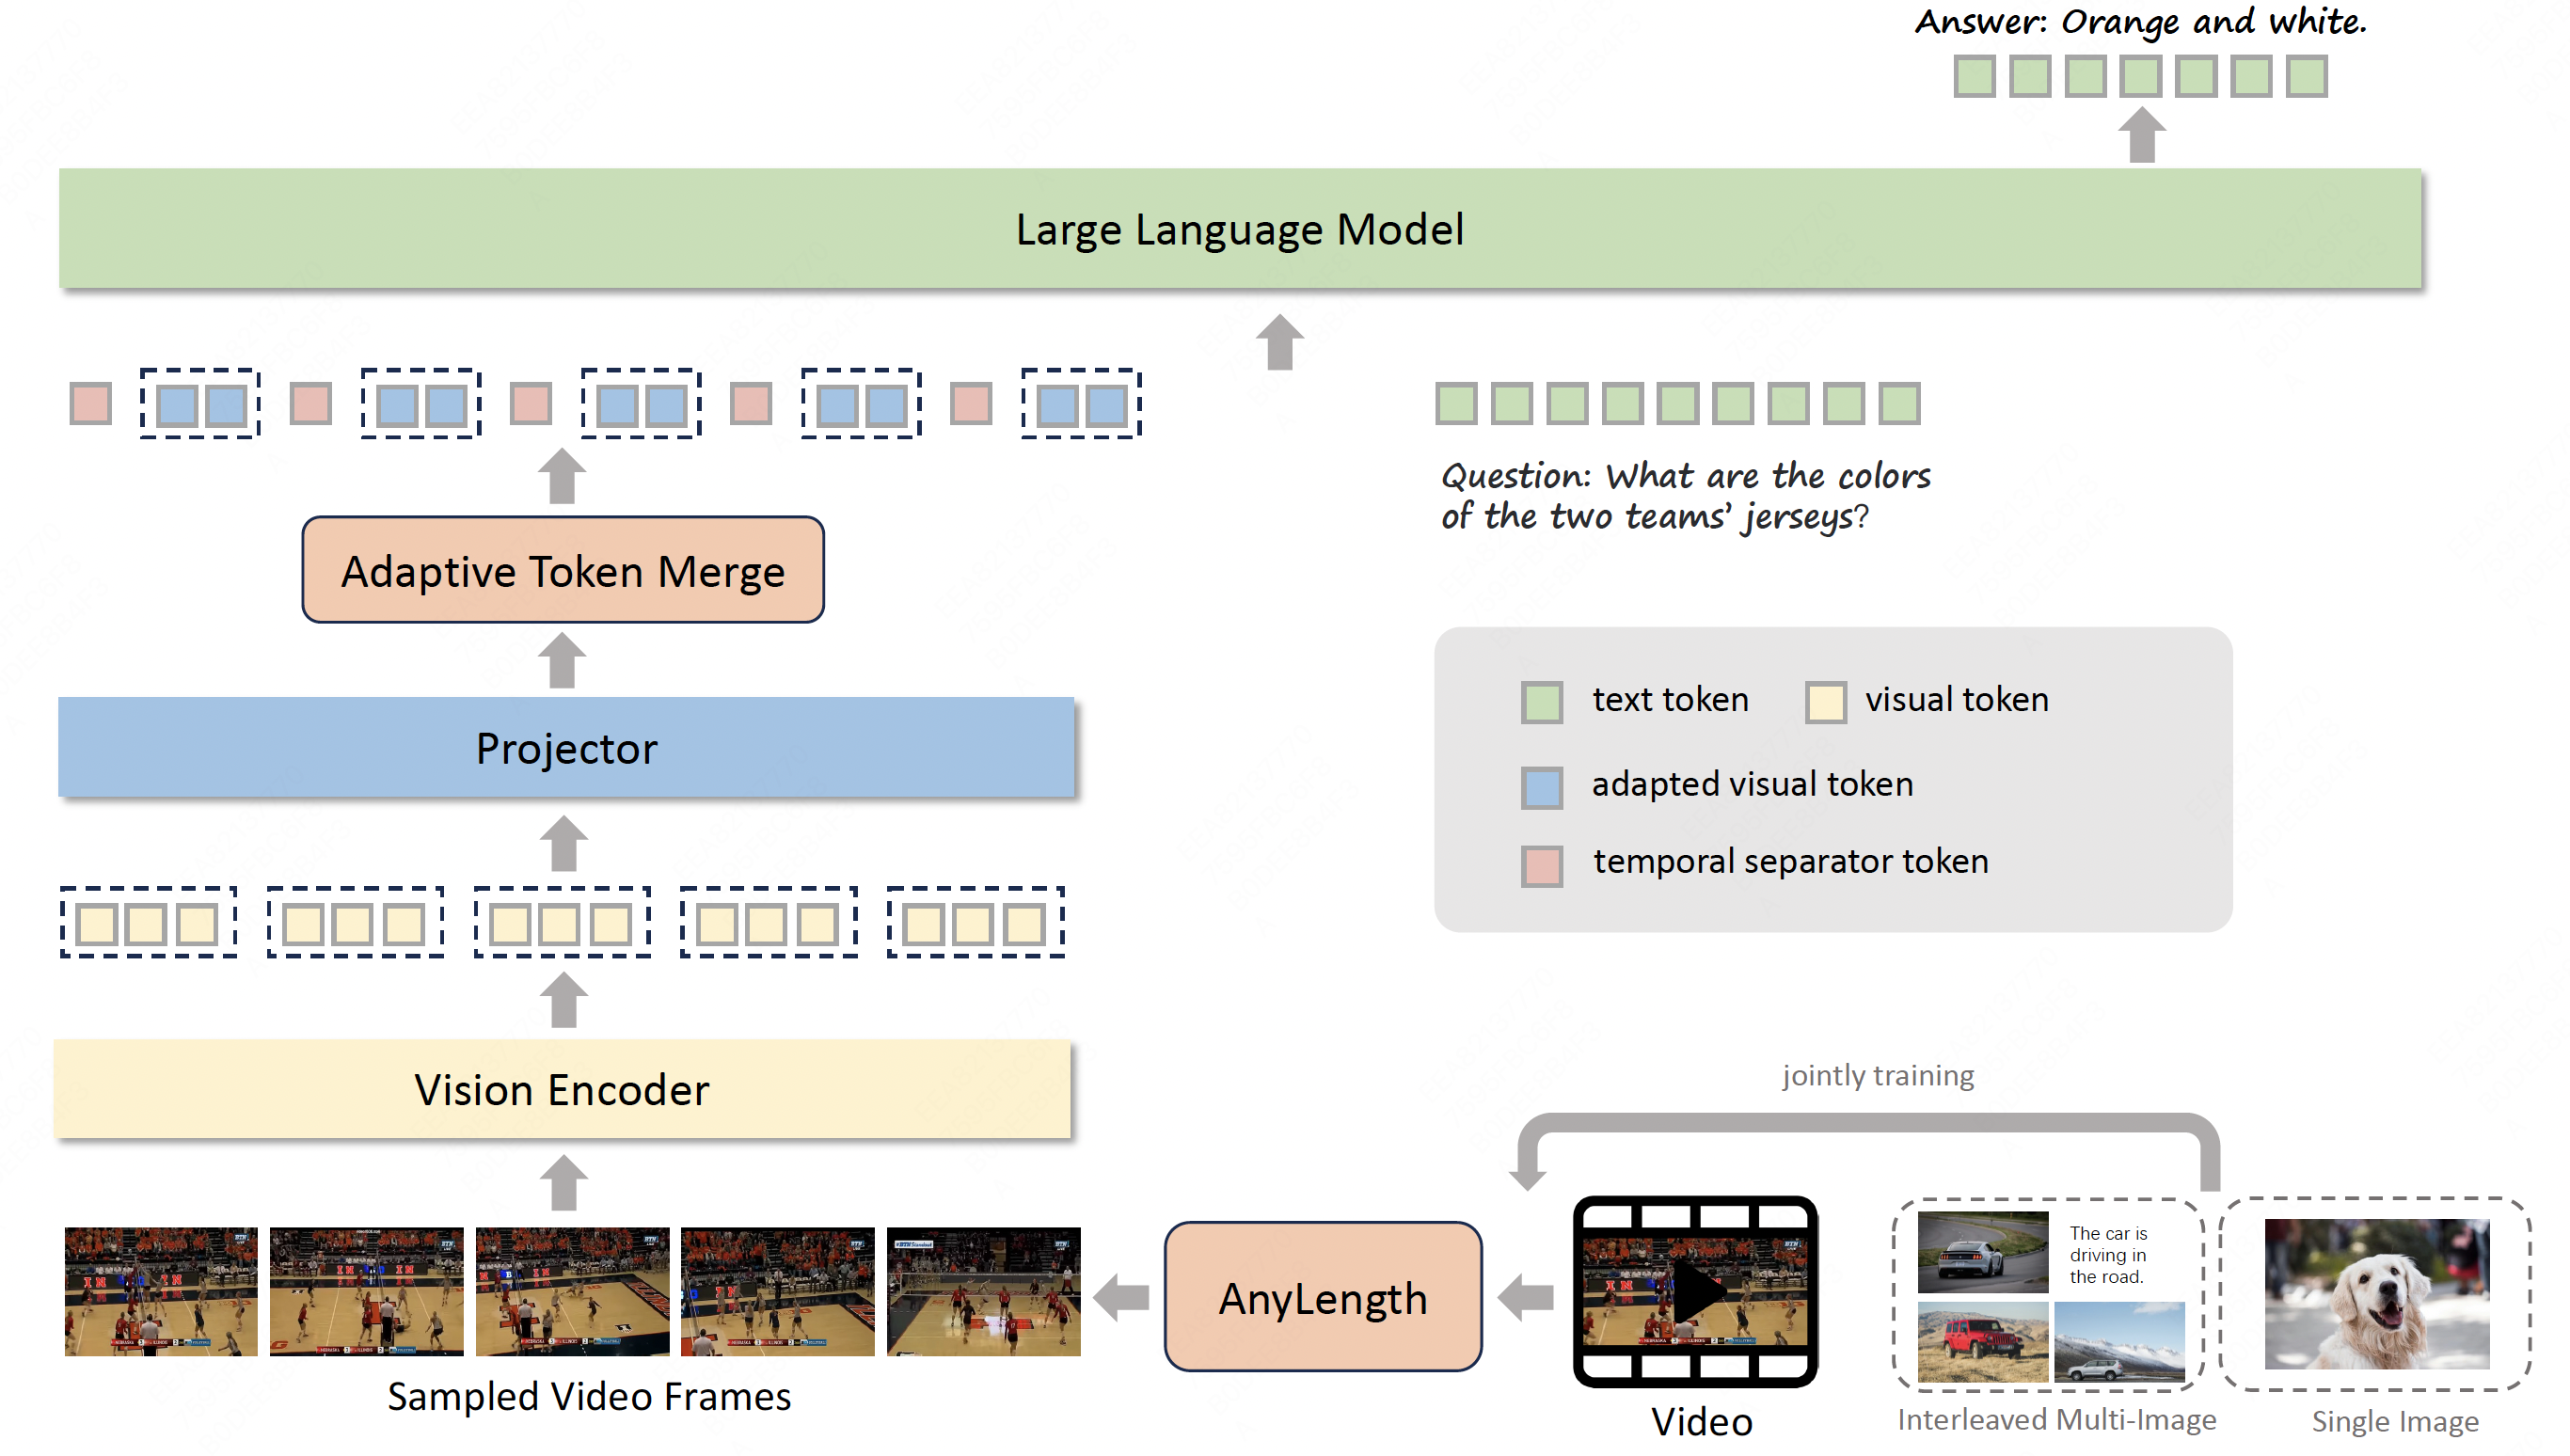 Answer: Orange and white.
Large Language Model
Question: What are the colors
of the two teams’ jerseys?
Adaptive Token Merge
text token
visual token
Projector
adapted visual token
temporal separator token
Vision Encoder
jointly training
The car is
driving in
the road.
AnyLength
Sampled Video Frames
Video
Interleaved Multi-Image
Single Image